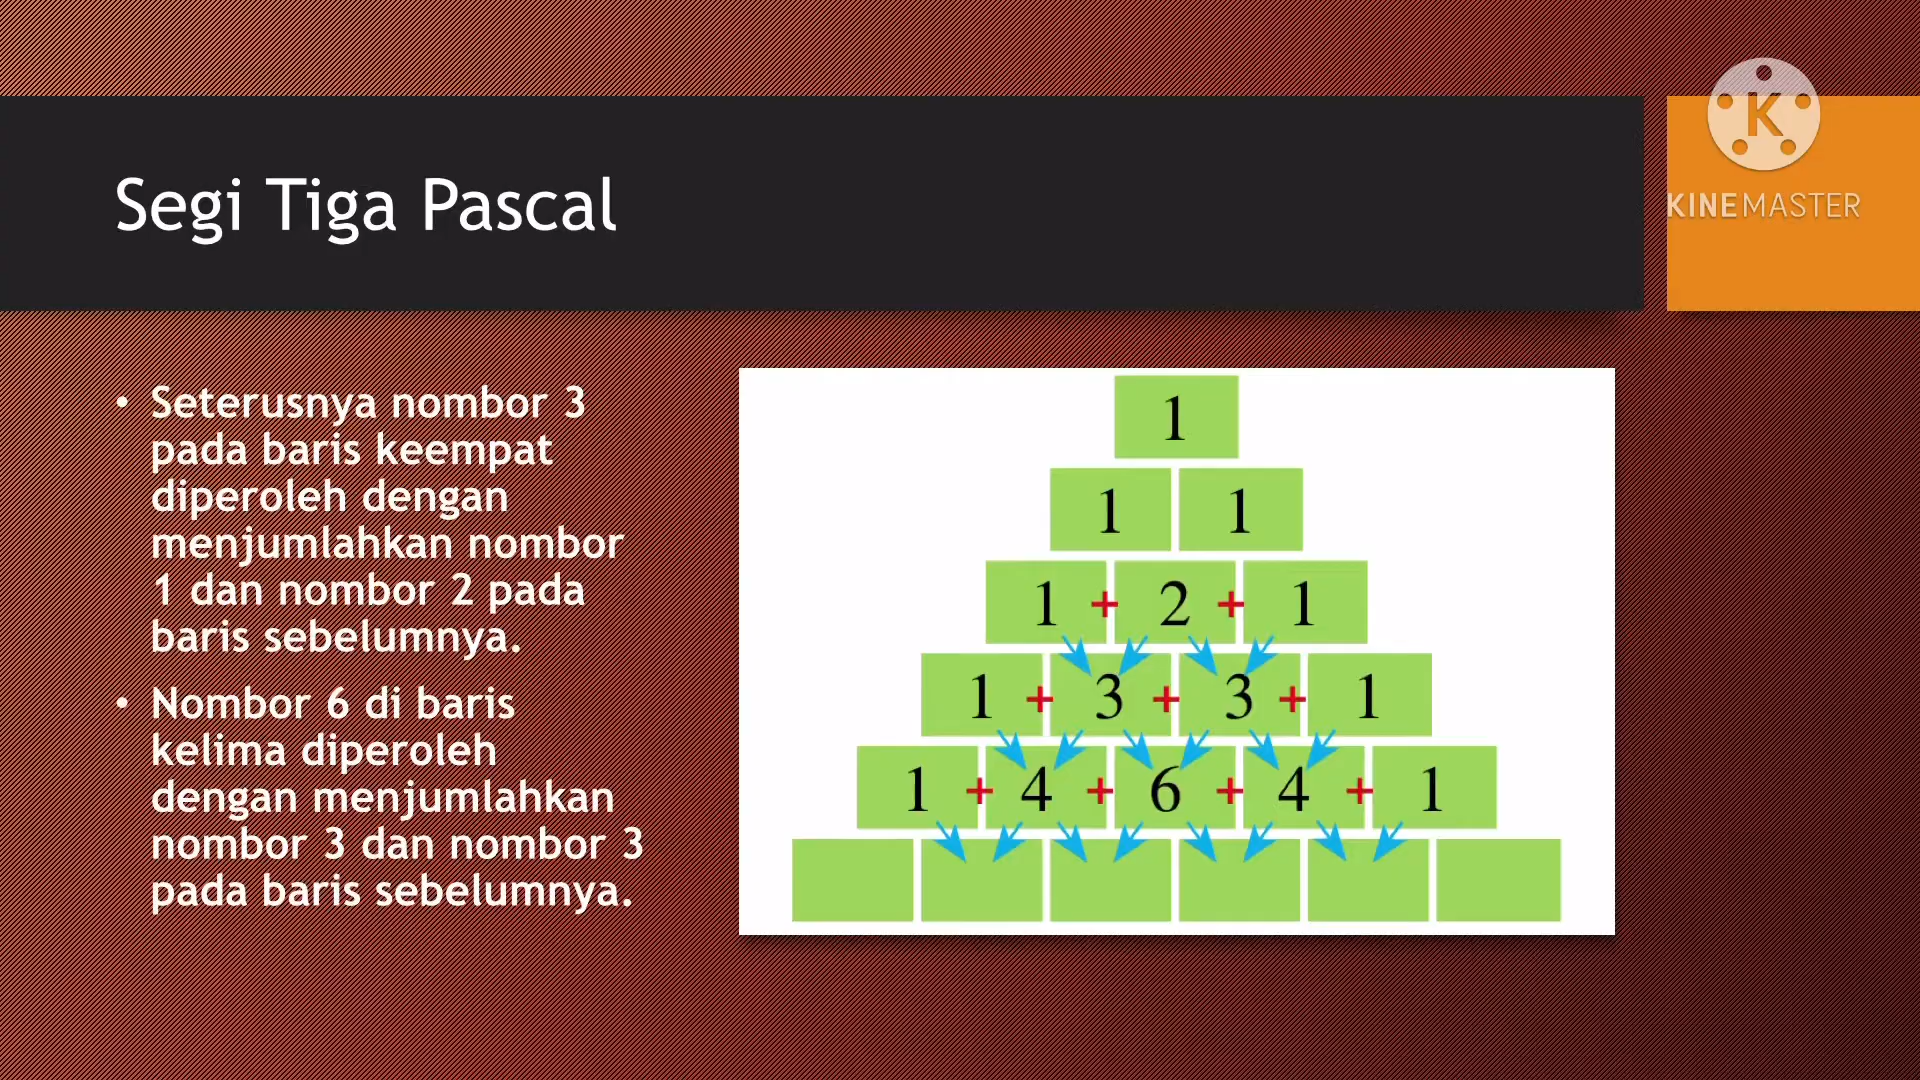 K
KINEMASTER
Segi Tiga Pascal
• Seterusnya nombor 3
pada baris keempat
diperoleh dengan
menjumlahkan nombor
1 dan nombor 2 pada
baris sebelumnya.
• Nombor 6 di baris
kelima diperoleh
dengan menjumlahkan
nombor 3 dan nombor 3
pada baris sebelumnya.
1
1 1
1 + 2 + 1
1 + 3 + 3 + 1
1 + 4 + 6 + 4 + 1